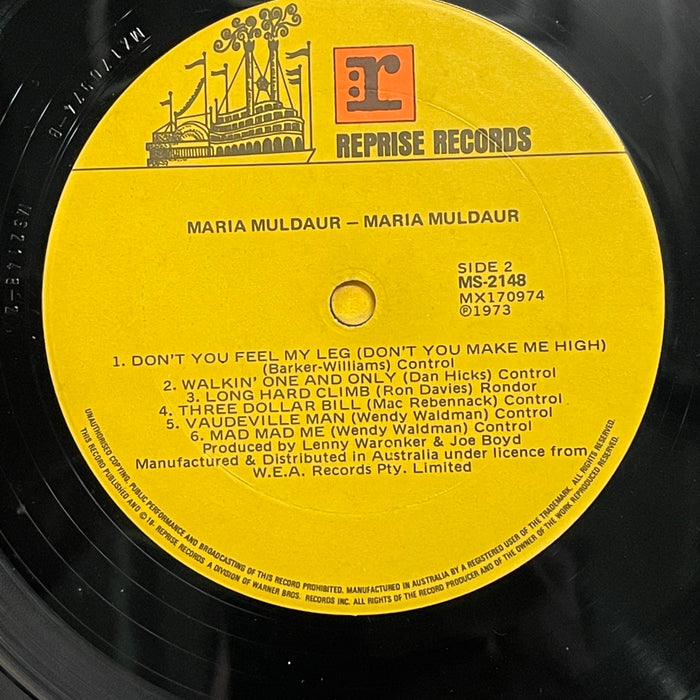 r
REPRISE RECORDS
MARIA MULDAUR – MARIA MULDAUR
SIDE 2
MS-2148
MX170974
℗1973
1. DON'T YOU FEEL MY LEG (DON'T YOU MAKE ME HIGH)
(Barker-Williams) Control
2. WALKIN' ONE AND ONLY (Dan Hicks) Control
3. LONG HARD CLIMB (Ron Davies) Rondor
4. THREE DOLLAR BILL (Mac Rebennack) Control
5. VAUDEVILLE MAN (Wendy Waldman) Control
6. MAD MAD ME (Wendy Waldman) Control
Produced by Lenny Waronker & Joe Boyd
Manufactured & Distributed in Australia under licence from
W.E.A. Records Pty. Limited
UNAUTHORISED COPYING, PUBLIC PERFORMANCE AND BROADCASTING OF THIS RECORD PROHIBITED. MANUFACTURED IN AUSTRALIA BY A REGISTERED USER OF THE TRADEMARK. ALL RIGHTS RESERVED.
THIS RECORD PUBLISHED AND © 19- REPRISE RECORDS A DIVISION OF WARNER BROS. RECORDS INC. ALL RIGHTS OF THE RECORD PRODUCER AND OF THE OWNER OF THE WORK REPRODUCED RESERVED.
MX170974-B
MS2148-2